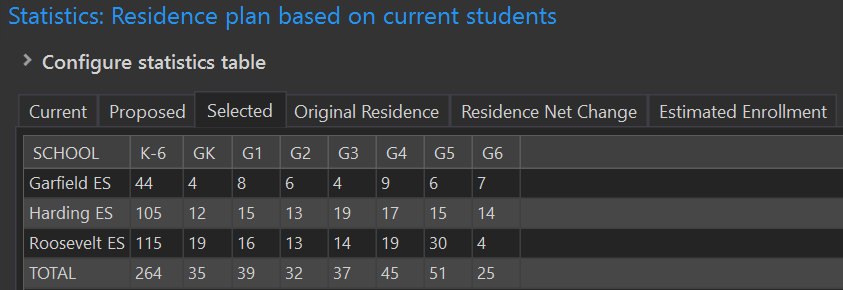 Statistics: Residence plan based on current students
Configure statistics table
Current Proposed Selected Original Residence Residence Net Change Estimated Enrollment
SCHOOL K-6 GK G1 G2 G3 G4 G5 G6
Garfield ES 44 4 8 6 4 9 6 7
Harding ES 105 12 15 13 19 17 15 14
Roosevelt ES 115 19 16 13 14 19 30 4
TOTAL 264 35 39 32 37 45 51 25